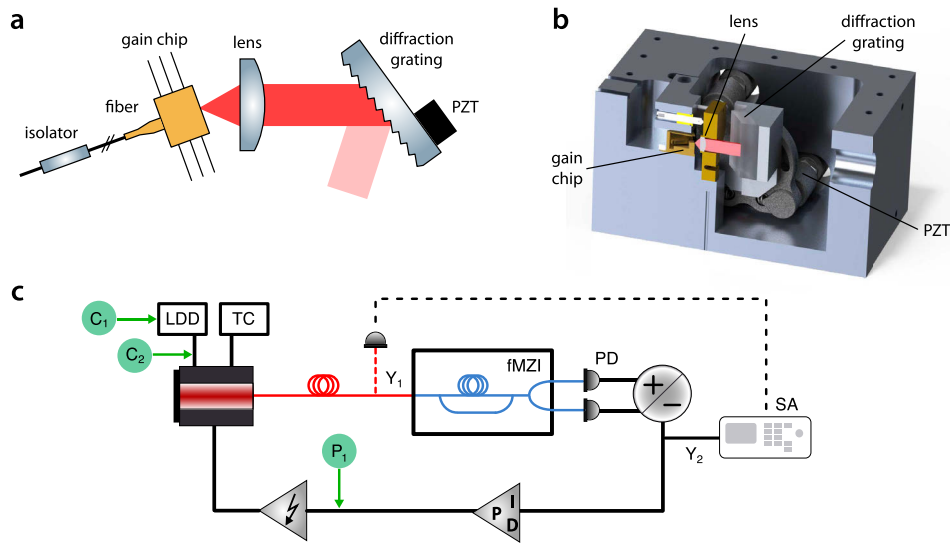 a
gain chip
lens
diffraction
grating
fiber
PZT
isolator
b
lens
diffraction
grating
gain
chip
PZT
c
C1
LDD
TC
C2
Y1
fMZI
PD
+
−
SA
Y2
P1
P I D